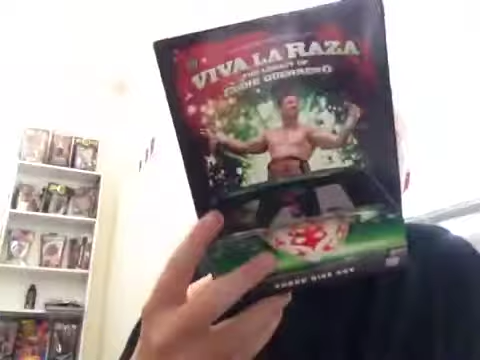 VIVA LA RAZA
THE LEGACY OF
EDDIE GUERRERO
THREE DISC SET